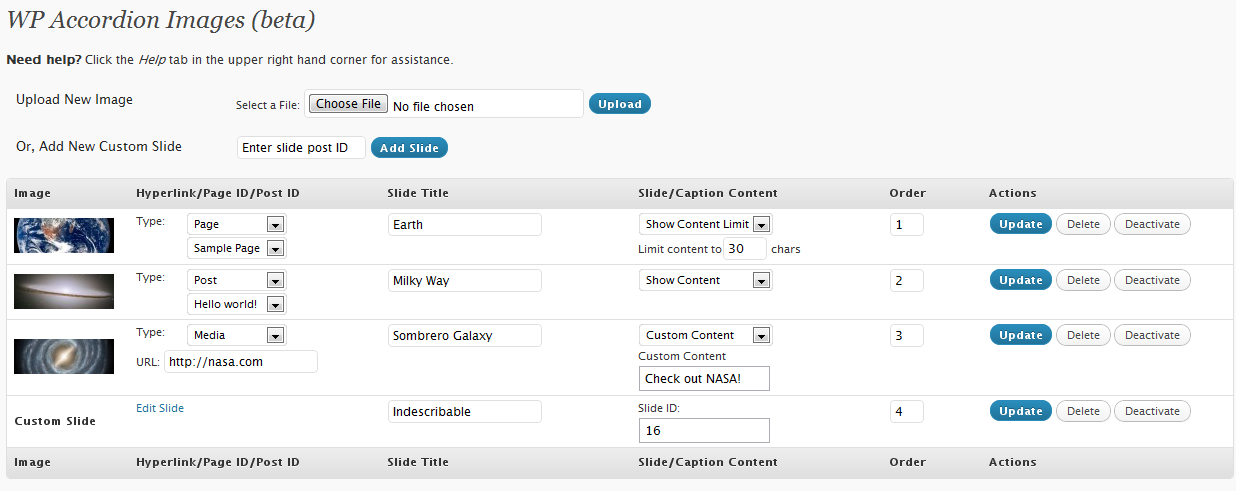 WP Accordion Images (beta)
Need help? Click the Help tab in the upper right hand corner for assistance.
Upload New Image Select a File: Choose File No file chosen Upload
Or, Add New Custom Slide Enter slide post ID Add Slide
Image Hyperlink/Page ID/Post ID Slide Title Slide/Caption Content Order Actions
Type: Page Earth Show Content Limit 1 Update Delete Deactivate
Sample Page Limit content to 30 chars
Type: Post Milky Way Show Content 2 Update Delete Deactivate
Hello world!
Type: Media Sombrero Galaxy Custom Content 3 Update Delete Deactivate
URL: http://nasa.com Custom Content
Check out NASA!
Custom Slide Edit Slide Indescribable Slide ID: 4 Update Delete Deactivate
16
Image Hyperlink/Page ID/Post ID Slide Title Slide/Caption Content Order Actions